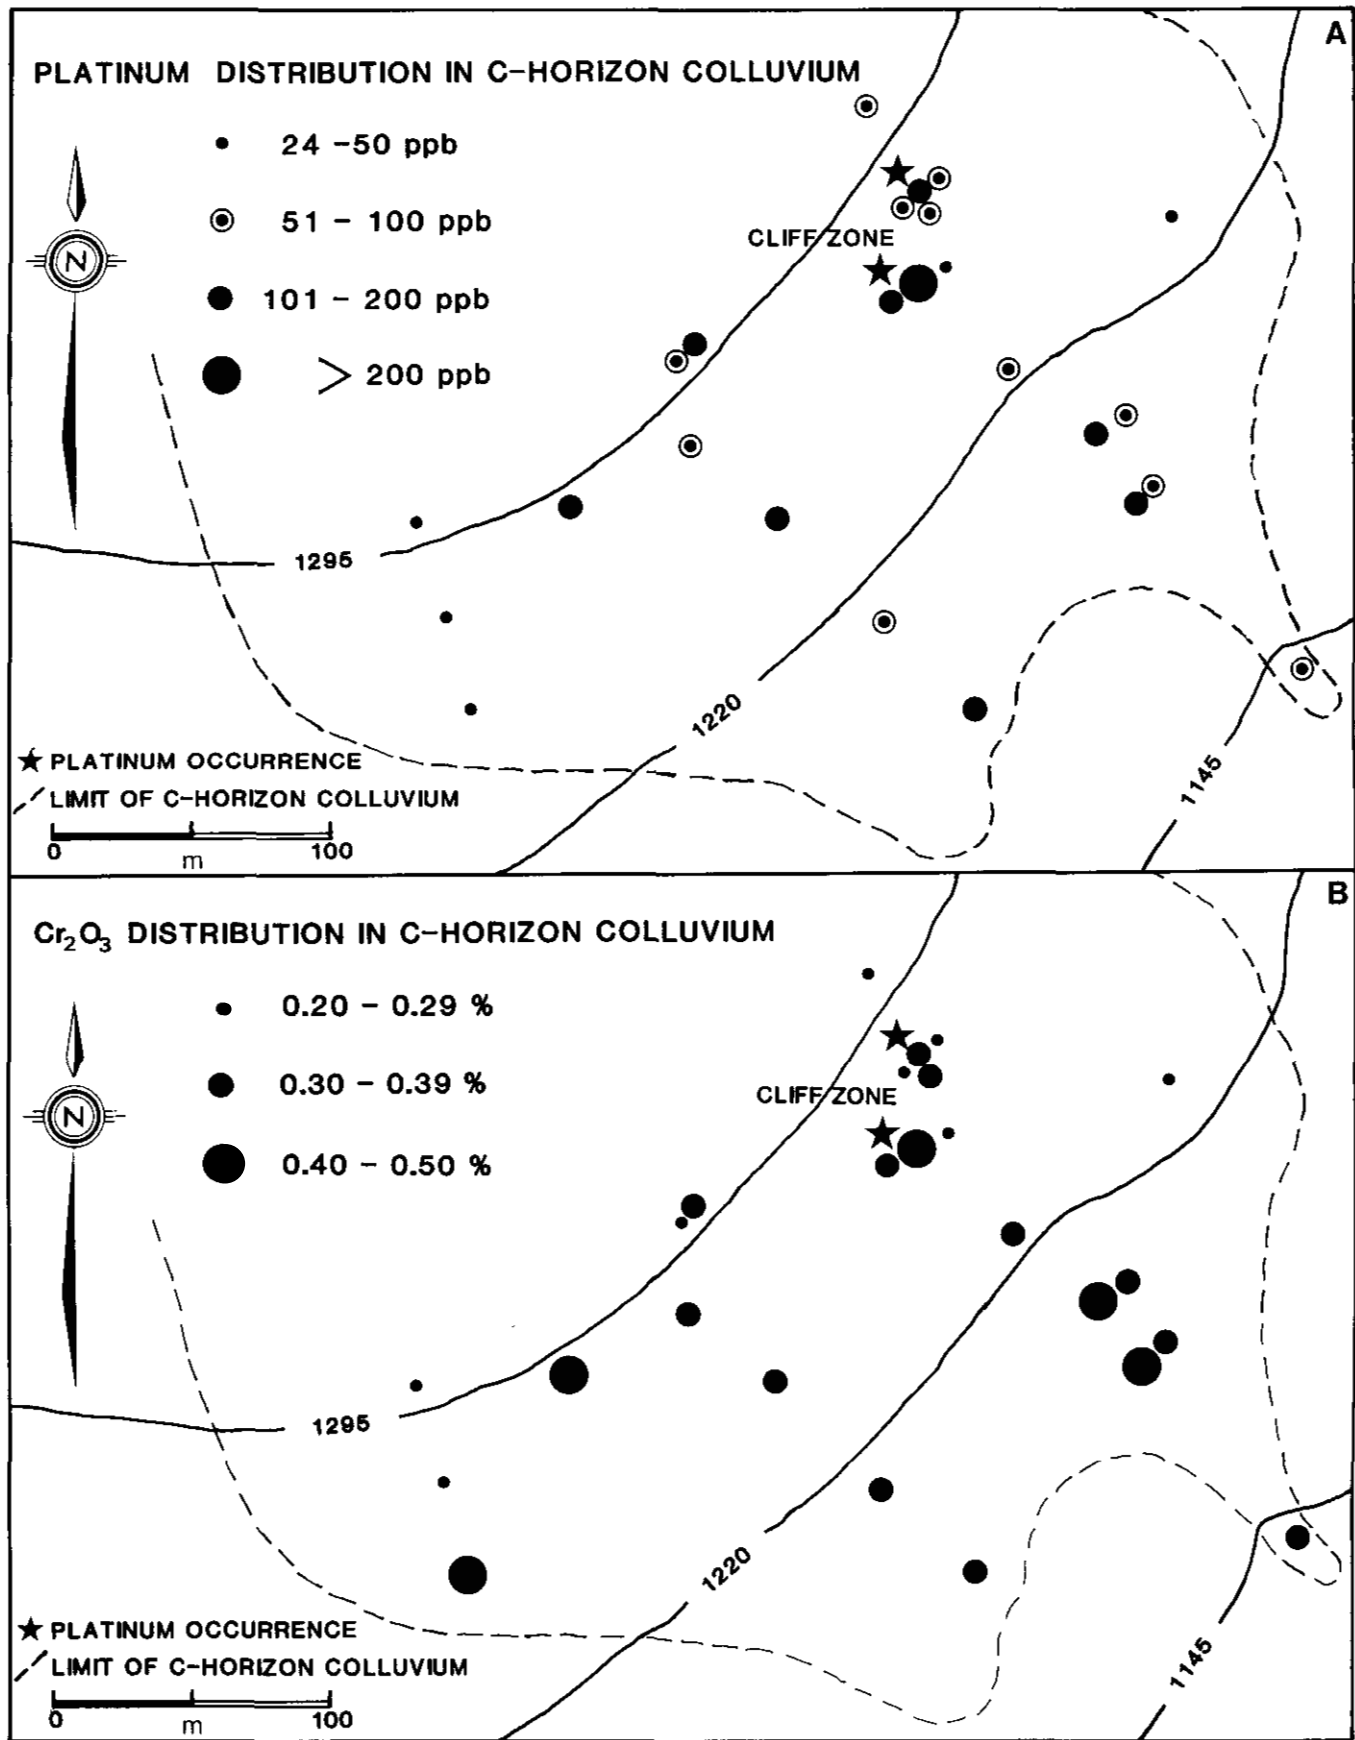 A
PLATINUM DISTRIBUTION IN C-HORIZON COLLUVIUM
24 -50 ppb
51 - 100 ppb
101 - 200 ppb
> 200 ppb
N
CLIFF ZONE
1295
1220
1145
★ PLATINUM OCCURRENCE
LIMIT OF C-HORIZON COLLUVIUM
0 m 100
B
Cr₂O₃ DISTRIBUTION IN C-HORIZON COLLUVIUM
0.20 - 0.29 %
0.30 - 0.39 %
0.40 - 0.50 %
N
CLIFF ZONE
1295
1220
1145
★ PLATINUM OCCURRENCE
LIMIT OF C-HORIZON COLLUVIUM
0 m 100